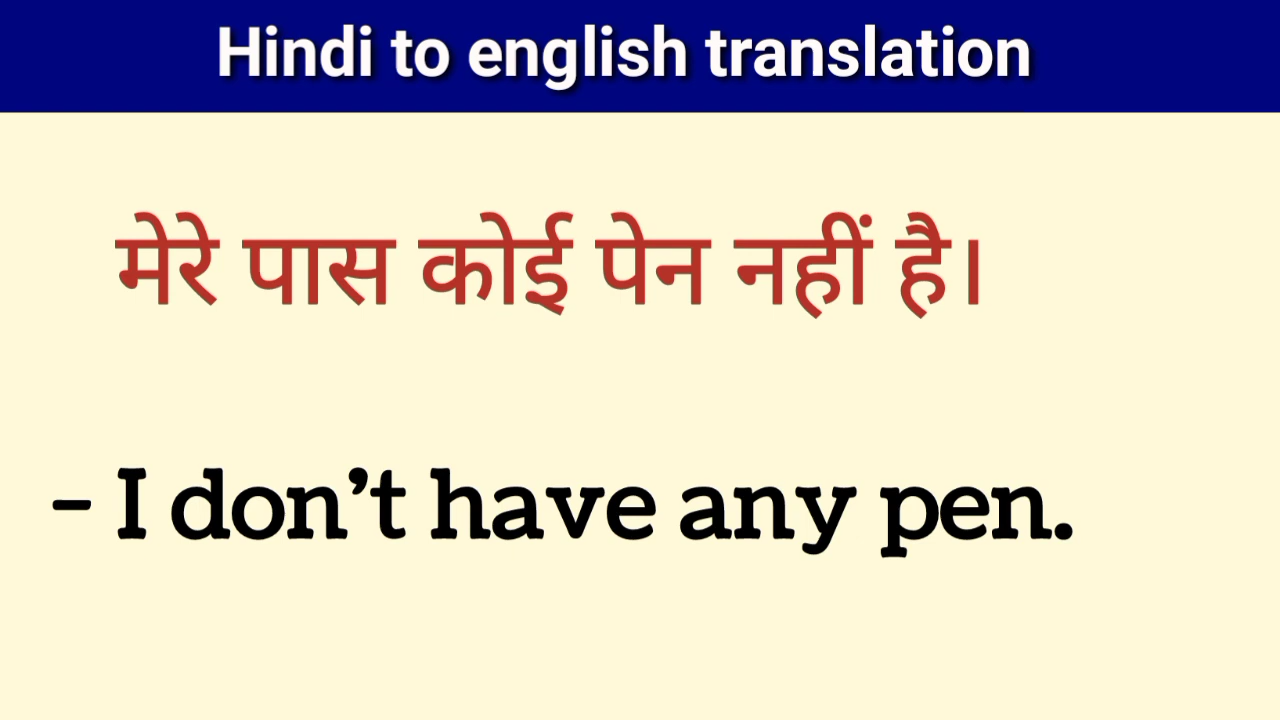 Hindi to english translation
मेरे पास कोई पेन नहीं है।
- I don’t have any pen.